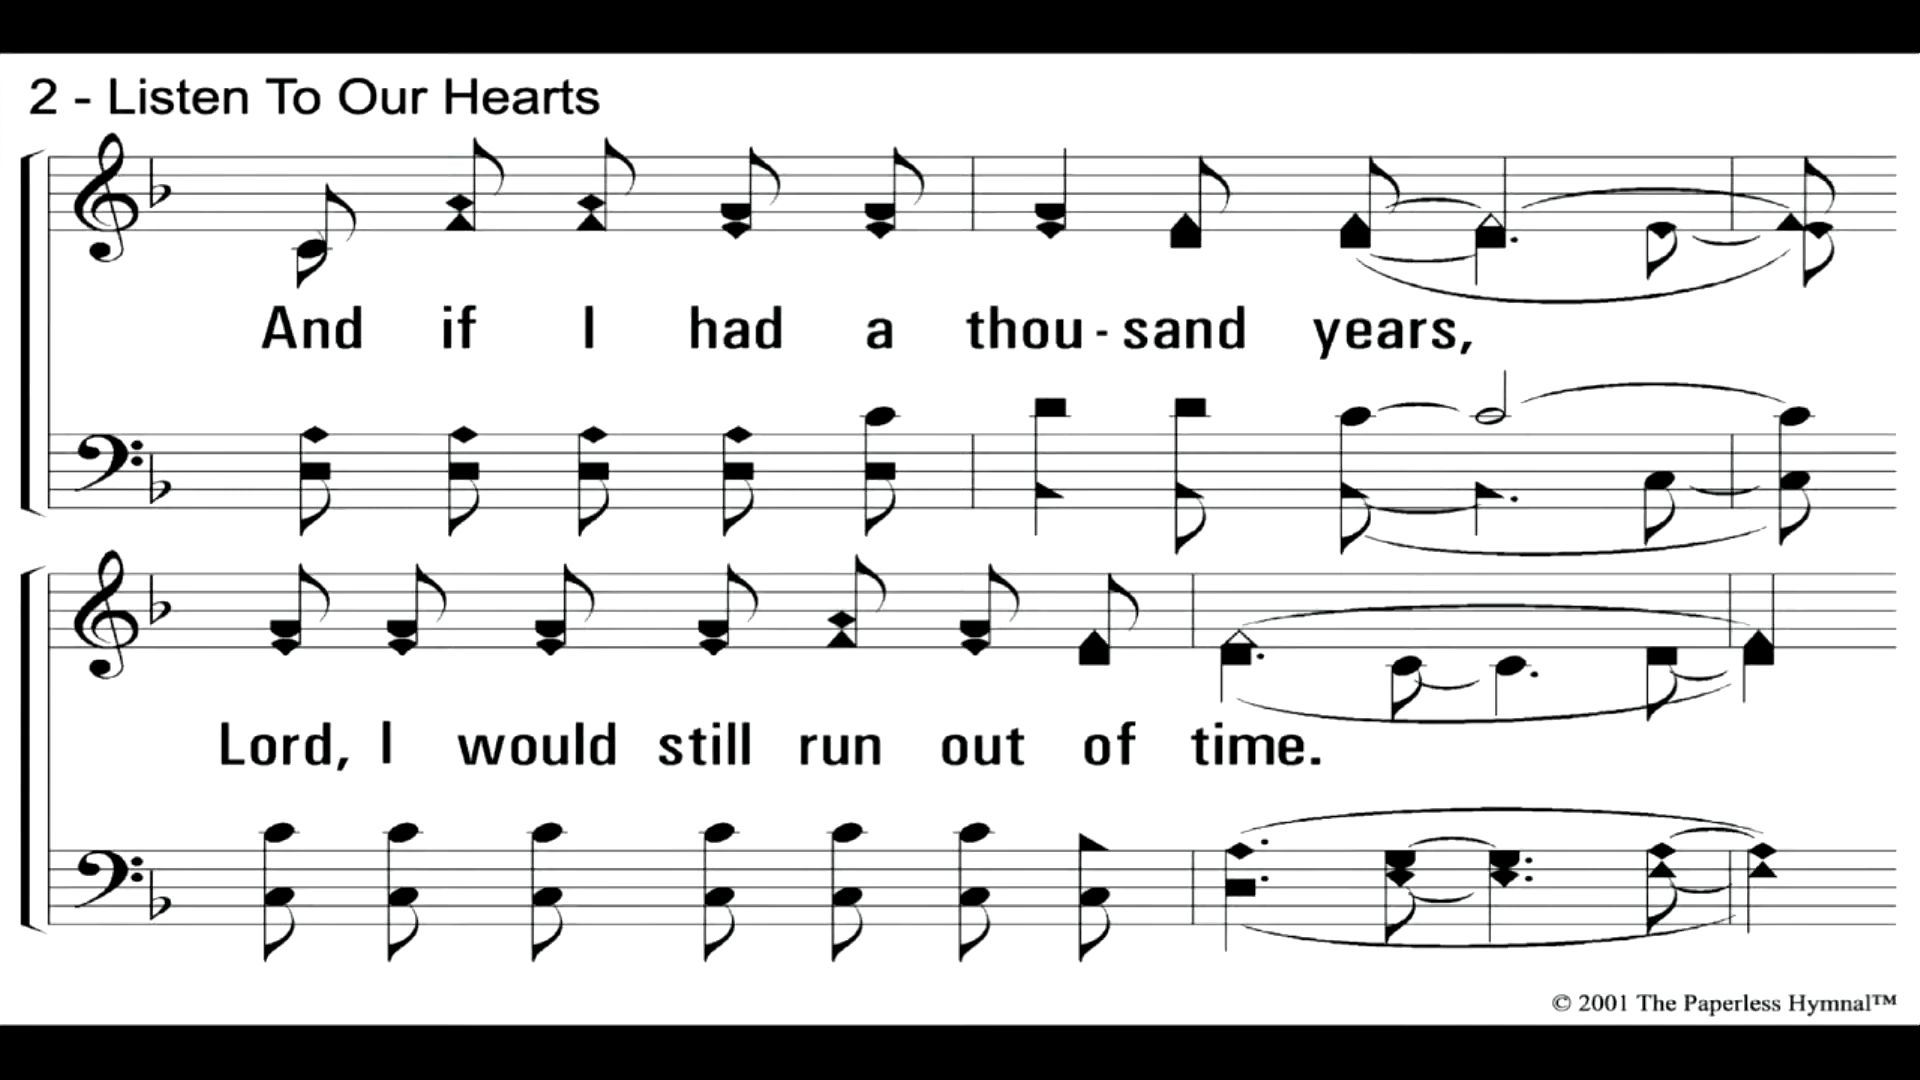 2 - Listen To Our Hearts
And if I had a thou - sand years,
Lord, I would still run out of time.
© 2001 The Paperless Hymnal™